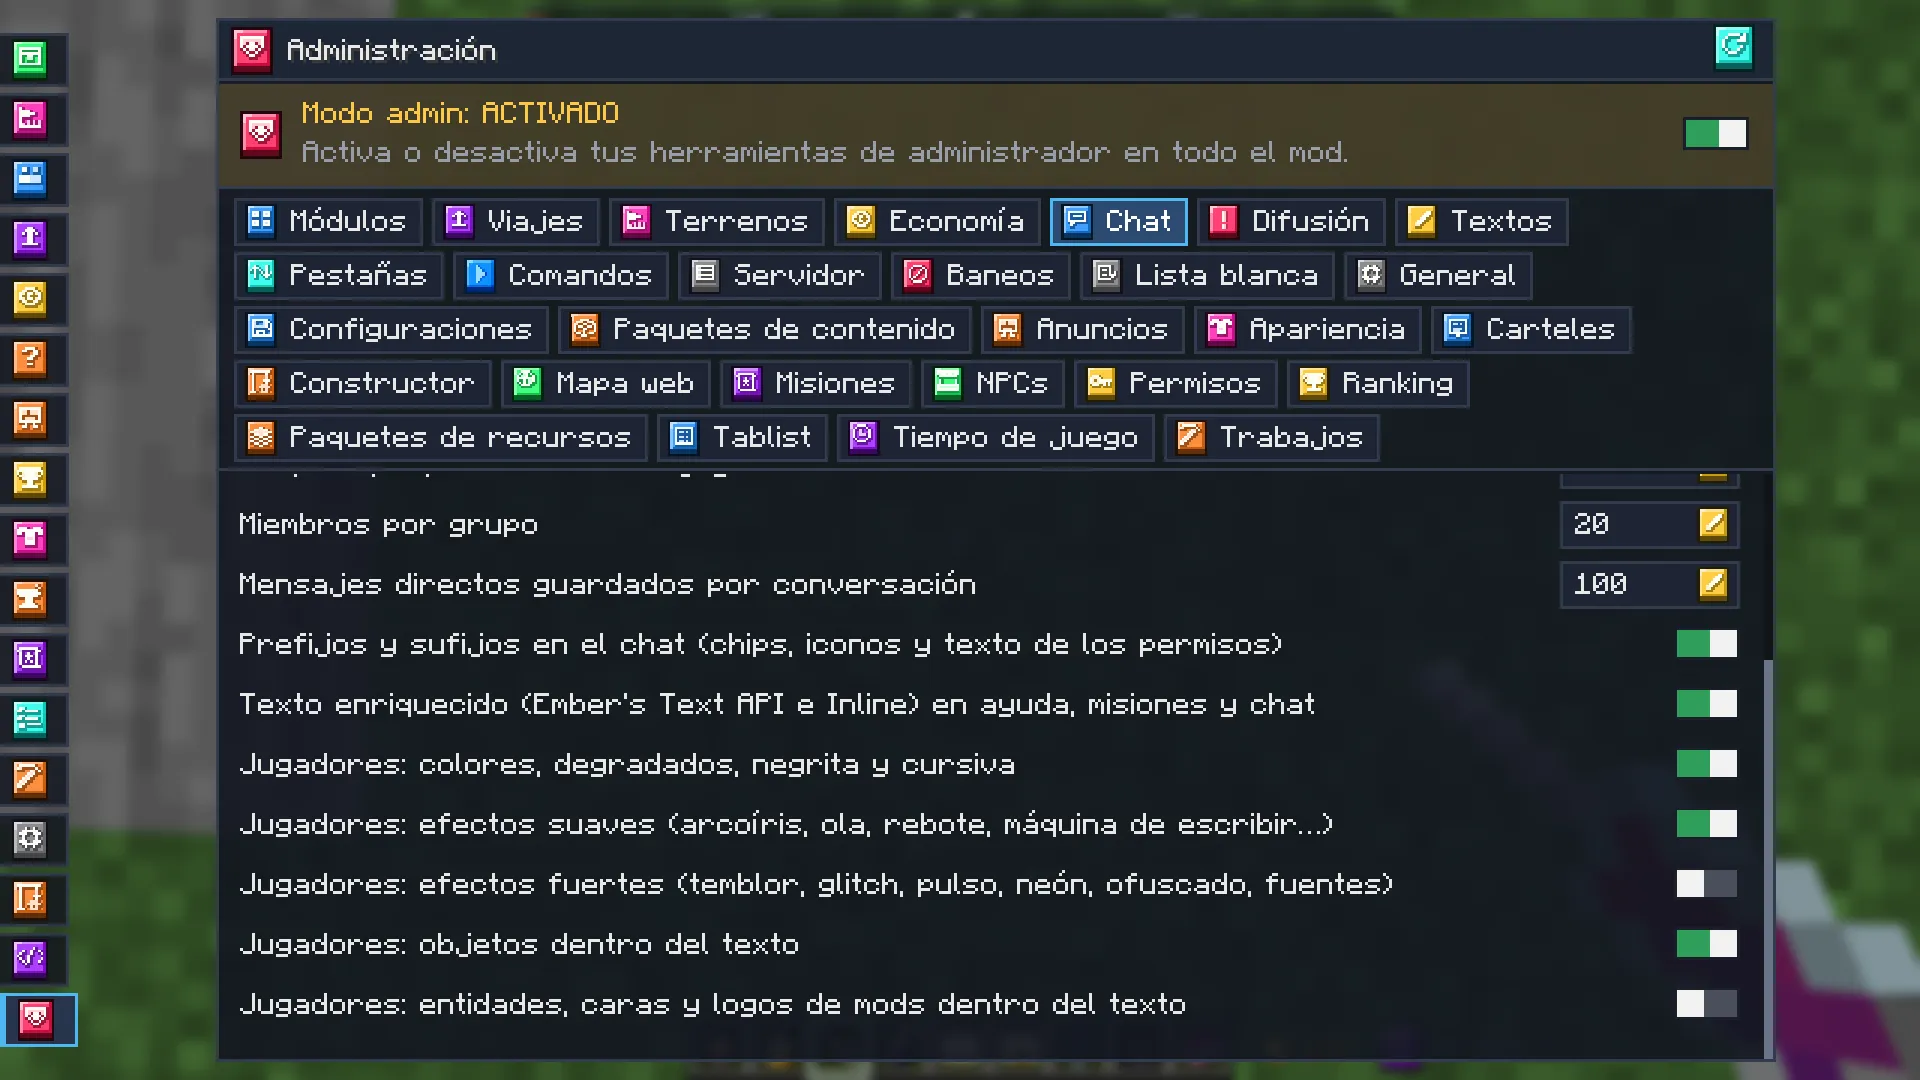 Administración
Modo admin: ACTIVADO
Activa o desactiva tus herramientas de administrador en todo el mod.
Módulos Viajes Terrenos Economía Chat Difusión Textos
Pestañas Comandos Servidor Baneos Lista blanca General
Configuraciones Paquetes de contenido Anuncios Apariencia Carteles
Constructor Mapa web Misiones NPCs Permisos Ranking
Paquetes de recursos Tablist Tiempo de juego Trabajos
Miembros por grupo 20
Mensajes directos guardados por conversación 100
Prefijos y sufijos en el chat (chips, iconos y texto de los permisos)
Texto enriquecido (Ember's Text API e Inline) en ayuda, misiones y chat
Jugadores: colores, degradados, negrita y cursiva
Jugadores: efectos suaves (arcoíris, ola, rebote, máquina de escribir...)
Jugadores: efectos fuertes (temblor, glitch, pulso, neón, ofuscado, fuentes)
Jugadores: objetos dentro del texto
Jugadores: entidades, caras y logos de mods dentro del texto